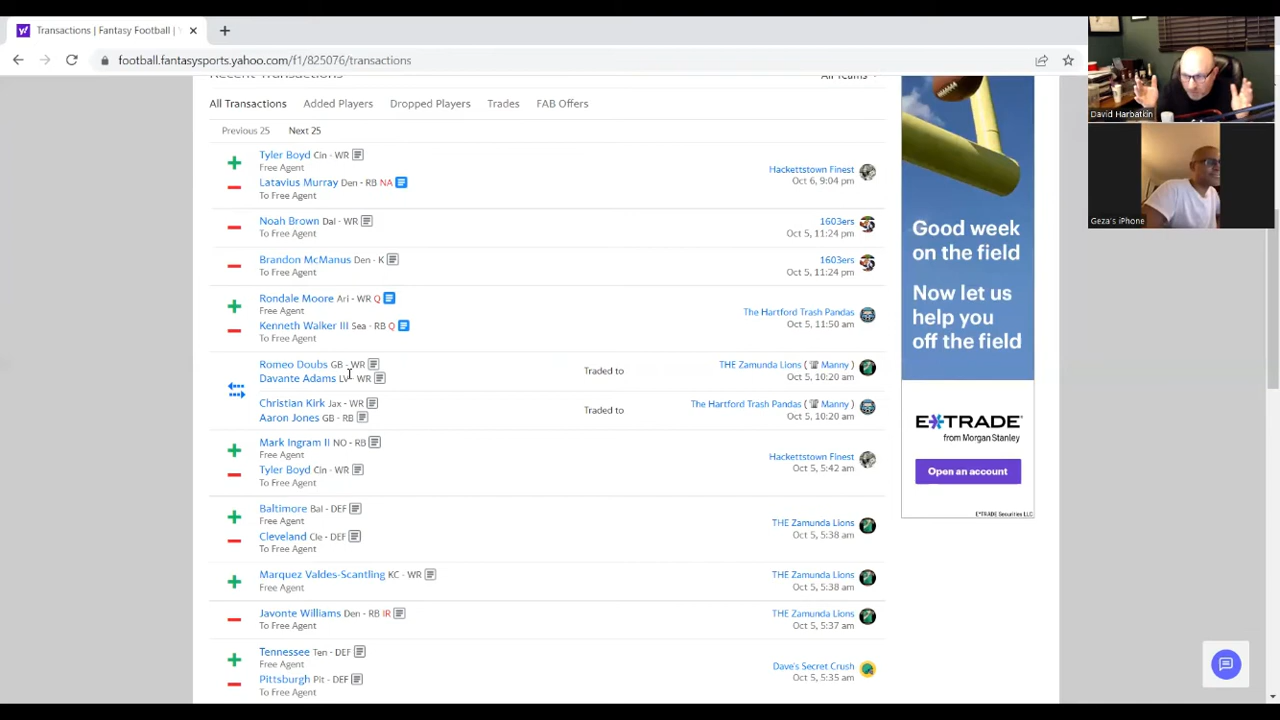 Transactions | Fantasy Football |
football.fantasysports.yahoo.com/f1/825076/transactions
Recent Transactions
All Teams
All Transactions Added Players Dropped Players Trades FAB Offers
Previous 25 Next 25
Tyler Boyd Cin - WR
Free Agent
Latavius Murray Den - RB NA
To Free Agent
Hackettstown Finest
Oct 6, 9:04 pm
Noah Brown Dal - WR
To Free Agent
1603ers
Oct 5, 11:24 pm
Brandon McManus Den - K
To Free Agent
1603ers
Oct 5, 11:24 pm
Rondale Moore Ari - WR Q
Free Agent
Kenneth Walker III Sea - RB Q
To Free Agent
The Hartford Trash Pandas
Oct 5, 11:50 am
Romeo Doubs GB - WR
Davante Adams LV - WR
Traded to
THE Zamunda Lions ( Manny )
Oct 5, 10:20 am
Christian Kirk Jax - WR
Aaron Jones GB - RB
Traded to
The Hartford Trash Pandas ( Manny )
Oct 5, 10:20 am
Mark Ingram II NO - RB
Free Agent
Tyler Boyd Cin - WR
To Free Agent
Hackettstown Finest
Oct 5, 5:42 am
Baltimore Bal - DEF
Free Agent
Cleveland Cle - DEF
To Free Agent
THE Zamunda Lions
Oct 5, 5:38 am
Marquez Valdes-Scantling KC - WR
Free Agent
THE Zamunda Lions
Oct 5, 5:38 am
Javonte Williams Den - RB IR
To Free Agent
THE Zamunda Lions
Oct 5, 5:37 am
Tennessee Ten - DEF
Free Agent
Pittsburgh Pit - DEF
To Free Agent
Dave's Secret Crush
Oct 5, 5:35 am
Good week
on the field
Now let us
help you
off the field
E*TRADE
from Morgan Stanley
Open an account
E*TRADE Securities LLC
David Harbatkin
Geza's iPhone